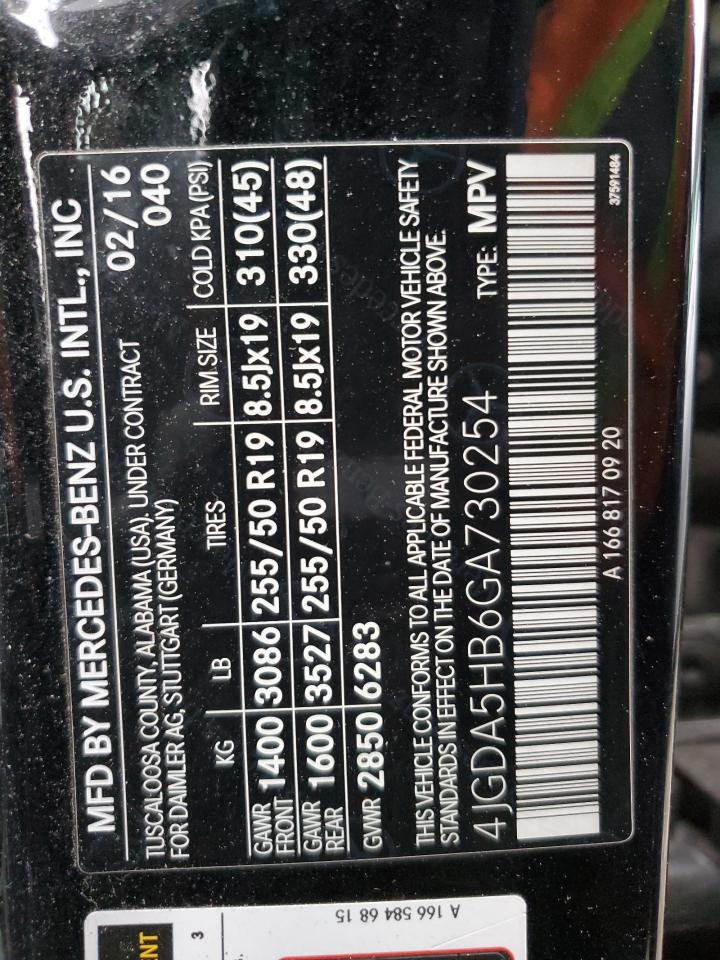 MFD BY MERCEDES-BENZ U.S. INTL., INC
TUSCALOOSA COUNTY, ALABAMA (USA), UNDER CONTRACT 02/16
FOR DAIMLER AG, STUTTGART (GERMANY) 040
KG LB TIRES RIM SIZE COLD KPA (PSI)
GAWR FRONT 1400 3086 255/50 R19 8.5Jx19 310(45)
GAWR REAR 1600 3527 255/50 R19 8.5Jx19 330(48)
GVWR 2850 6283
THIS VEHICLE CONFORMS TO ALL APPLICABLE FEDERAL MOTOR VEHICLE SAFETY
STANDARDS IN EFFECT ON THE DATE OF MANUFACTURE SHOWN ABOVE.
4JGDA5HB6GA730254 TYPE: MPV
A 166 817 09 20 37591484
A 166 584 68 15
3